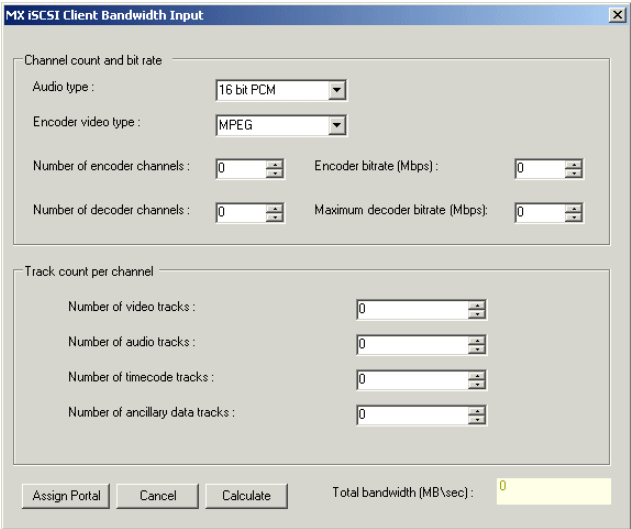 MX iSCSI Client Bandwidth Input
Channel count and bit rate
Audio type : 16 bit PCM
Encoder video type : MPEG
Number of encoder channels : 0 Encoder bitrate (Mbps) : 0
Number of decoder channels : 0 Maximum decoder bitrate (Mbps): 0
Track count per channel
Number of video tracks : 0
Number of audio tracks : 0
Number of timecode tracks : 0
Number of ancillary data tracks : 0
Assign Portal Cancel Calculate Total bandwidth (MB\sec) : 0